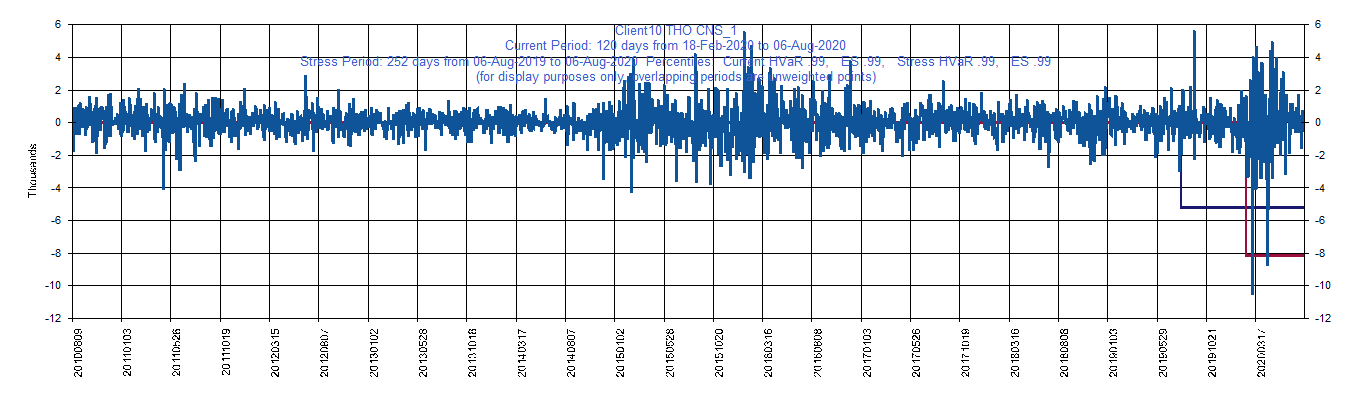 Client10 THO CNS_1
Current Period: 120 days from 18-Feb-2020 to 06-Aug-2020
Stress Period: 252 days from 06-Aug-2019 to 06-Aug-2020 Percentiles: Current HVaR .99, ES .99, Stress HVaR .99, ES .99
(for display purposes only, overlapping periods are unweighted points)
6 6
4 4
2 2
0 0
-2 -2
-4 -4
-6 -6
-8 -8
-10 -10
-12 -12
Thousands
20100809 20110103 20110526 20111019 20120315 20120807 20130102 20130528 20131018 20140317 20140807 20150102 20150528 20151020 20160316 20160808 20170103 20170526 20171019 20180316 20180808 20190103 20190529 20191021 20200317